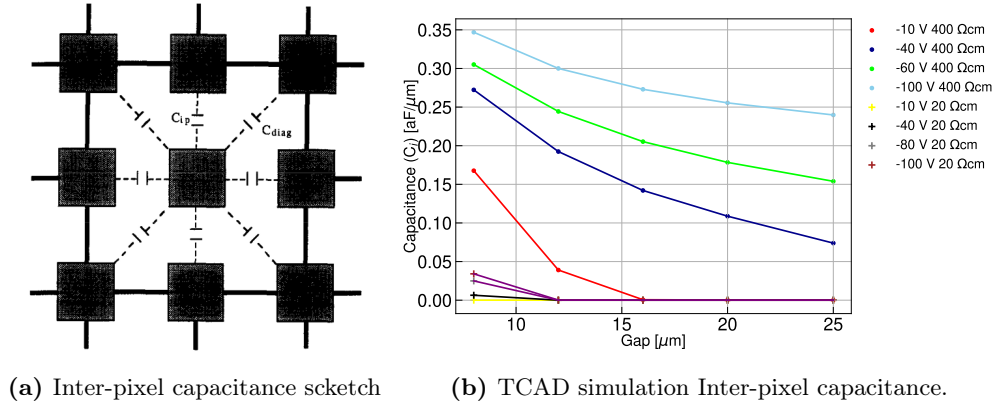 C_ip
C_diag
Capacitance (C_i) [aF/μm]
0.35
0.30
0.25
0.20
0.15
0.10
0.05
0.00
10
15
20
25
Gap [μm]
-10 V 400 Ωcm
-40 V 400 Ωcm
-60 V 400 Ωcm
-100 V 400 Ωcm
-10 V 20 Ωcm
-40 V 20 Ωcm
-80 V 20 Ωcm
-100 V 20 Ωcm
(a) Inter-pixel capacitance scketch
(b) TCAD simulation Inter-pixel capacitance.